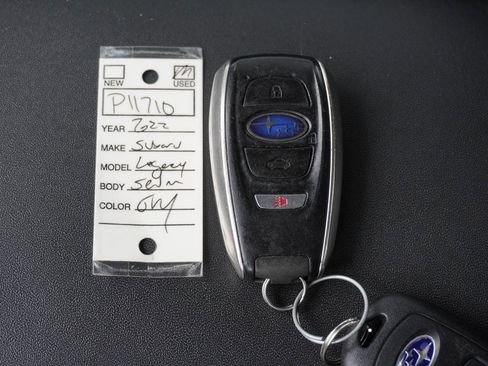 NEW USED
P11710
YEAR 2022
MAKE Subaru
MODEL Legacy
BODY Sedan
COLOR Gry